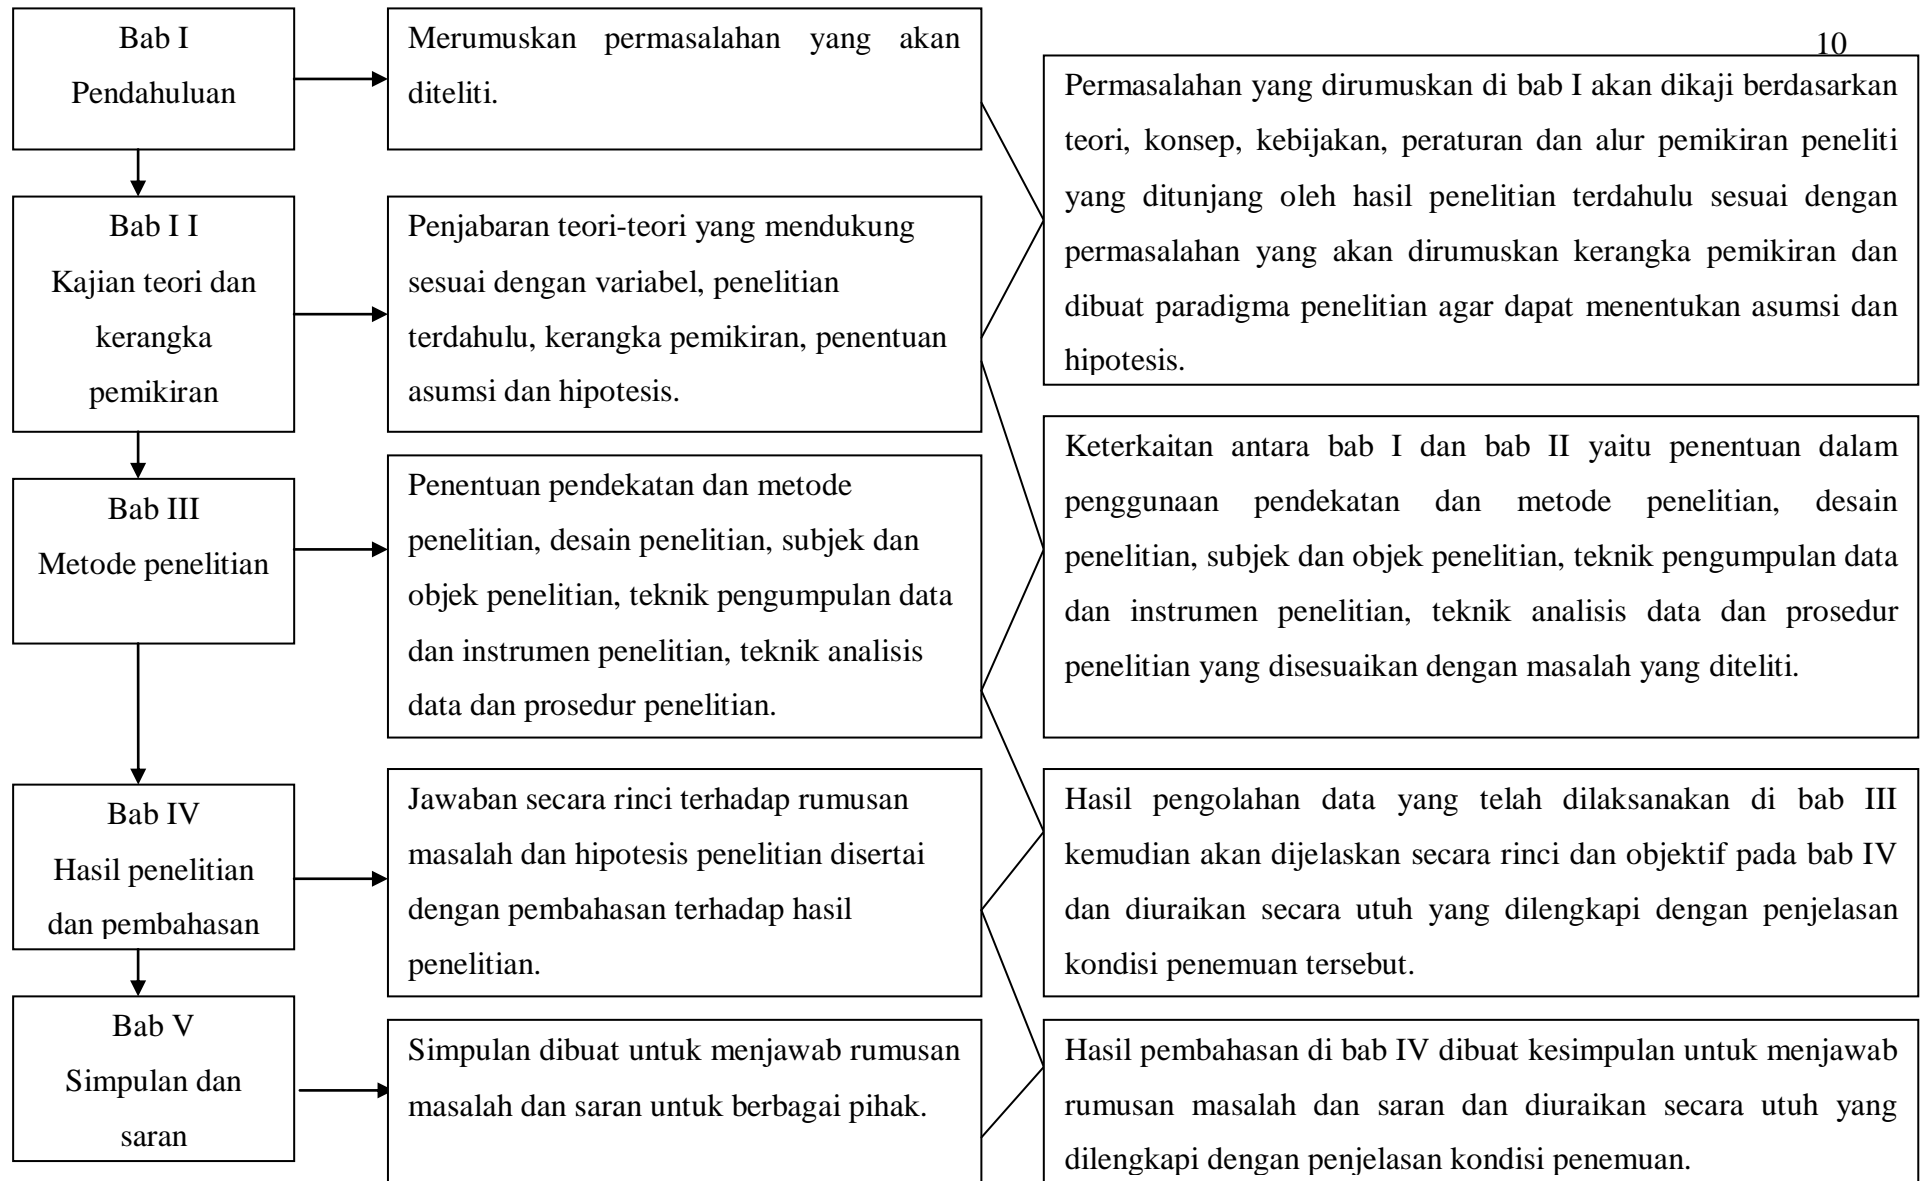 10
Bab I
Pendahuluan
Merumuskan permasalahan yang akan
diteliti.
Permasalahan yang dirumuskan di bab I akan dikaji berdasarkan
teori, konsep, kebijakan, peraturan dan alur pemikiran peneliti
yang ditunjang oleh hasil penelitian terdahulu sesuai dengan
permasalahan yang akan dirumuskan kerangka pemikiran dan
dibuat paradigma penelitian agar dapat menentukan asumsi dan
hipotesis.
Bab I I
Kajian teori dan
kerangka
pemikiran
Penjabaran teori-teori yang mendukung
sesuai dengan variabel, penelitian
terdahulu, kerangka pemikiran, penentuan
asumsi dan hipotesis.
Keterkaitan antara bab I dan bab II yaitu penentuan dalam
penggunaan pendekatan dan metode penelitian, desain
penelitian, subjek dan objek penelitian, teknik pengumpulan data
dan instrumen penelitian, teknik analisis data dan prosedur
penelitian yang disesuaikan dengan masalah yang diteliti.
Bab III
Metode penelitian
Penentuan pendekatan dan metode
penelitian, desain penelitian, subjek dan
objek penelitian, teknik pengumpulan data
dan instrumen penelitian, teknik analisis
data dan prosedur penelitian.
Bab IV
Hasil penelitian
dan pembahasan
Jawaban secara rinci terhadap rumusan
masalah dan hipotesis penelitian disertai
dengan pembahasan terhadap hasil
penelitian.
Hasil pengolahan data yang telah dilaksanakan di bab III
kemudian akan dijelaskan secara rinci dan objektif pada bab IV
dan diuraikan secara utuh yang dilengkapi dengan penjelasan
kondisi penemuan tersebut.
Bab V
Simpulan dan
saran
Simpulan dibuat untuk menjawab rumusan
masalah dan saran untuk berbagai pihak.
Hasil pembahasan di bab IV dibuat kesimpulan untuk menjawab
rumusan masalah dan saran dan diuraikan secara utuh yang
dilengkapi dengan penjelasan kondisi penemuan.